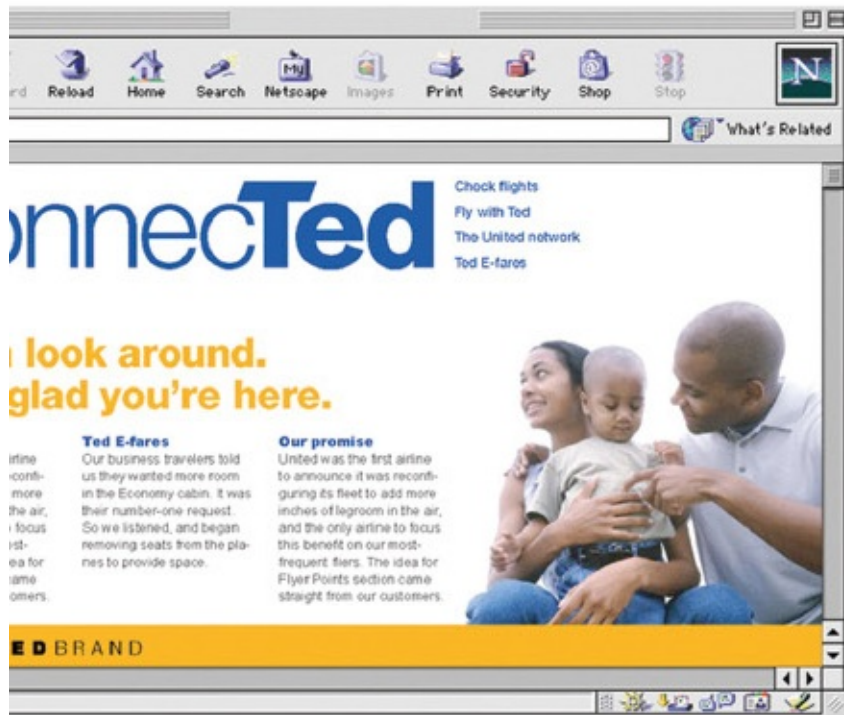 rd Reload Home Search Netscape Images Print Security Shop Stop
My
N
What's Related
onnecTed
Chock flights
Fly with Ted
The United network
Ted E-fares
look around.
glad you're here.
irline
reconfi-
more
the air,
focus
st-
ea for
ame
omers.
Ted E-fares
Our business travelers told
us they wanted more room
in the Economy cabin. It was
their number-one request.
So we listened, and began
removing seats from the pla-
nes to provide space.
Our promise
United was the first airline
to announce it was reconfi-
guring its fleet to add more
inches of legroom in the air,
and the only airline to focus
this benefit on our most-
frequent fliers. The idea for
Flyer Points section came
straight from our customers.
ED BRAND